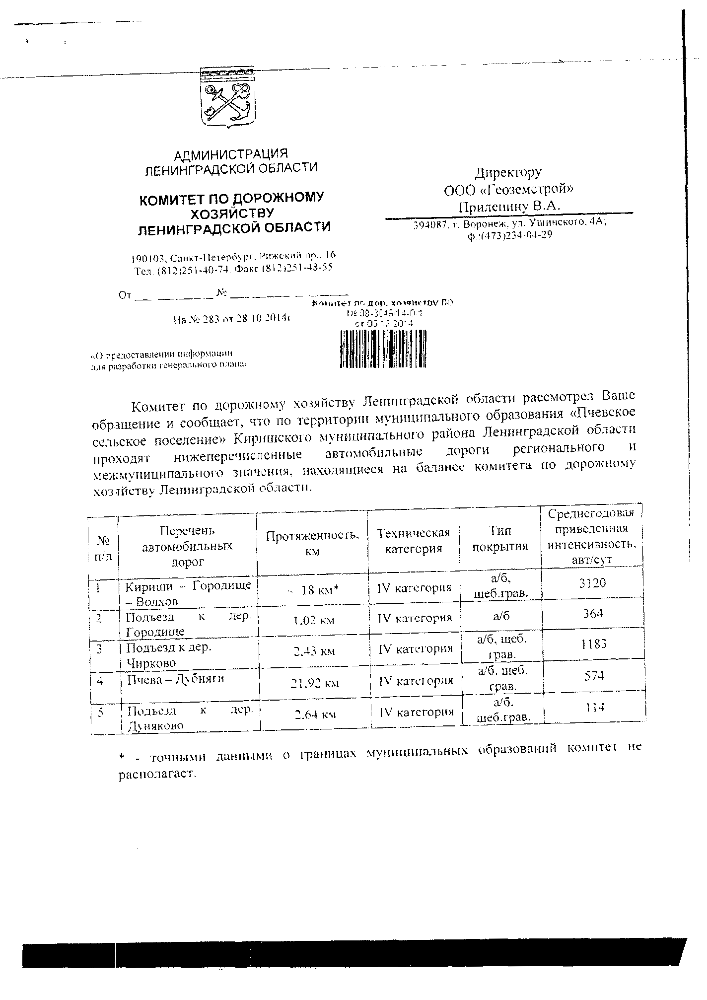 АДМИНИСТРАЦИЯ
ЛЕНИНГРАДСКОЙ ОБЛАСТИ
КОМИТЕТ ПО ДОРОЖНОМУ
ХОЗЯЙСТВУ
ЛЕНИНГРАДСКОЙ ОБЛАСТИ
190103, Санкт-Петербург, Рижский пр., 16
Тел. (812)251-40-74. Факс (812)251-48-55
От ___ ___________ № ____________________
На № 283 от 28.10.2014г
Директору
ООО «Геоземстрой»
Прилепину В.А.
394087, г. Воронеж, ул. Ушинского, 4А;
ф.:(473)234-04-29
Комитет по дор. хозяйству ЛО
от 05.12.2014
«О предоставлении информации
для разработки генерального плана»
Комитет по дорожному хозяйству Ленинградской области рассмотрел Ваше
обращение и сообщает, что по территории муниципального образования «Пчевское
сельское поселение» Киришского муниципального района Ленинградской области
проходят нижеперечисленные автомобильные дороги регионального и
межмуниципального значения, находящиеся на балансе комитета по дорожному
хозяйству Ленинградской области.
№ п/п
Перечень
автомобильных
дорог
Протяженность,
км
Техническая
категория
Тип
покрытия
Среднегодовая
приведенная
интенсивность,
авт/сут
1 Кириши – Городище – Волхов ~ 18 км* IV категория а/б, щеб.грав. 3120
2 Подъезд к дер. Городище 1,02 км IV категория а/б 364
3 Подъезд к дер. Чирково 2,43 км IV категория а/б, щеб. грав. 1183
4 Пчева – Дубняги 21,92 км IV категория а/б, щеб. грав. 574
5 Подъезд к дер. Дуняково 2,64 км IV категория а/б, щеб.грав. 114
* - точными данными о границах муниципальных образований комитет не
располагает.